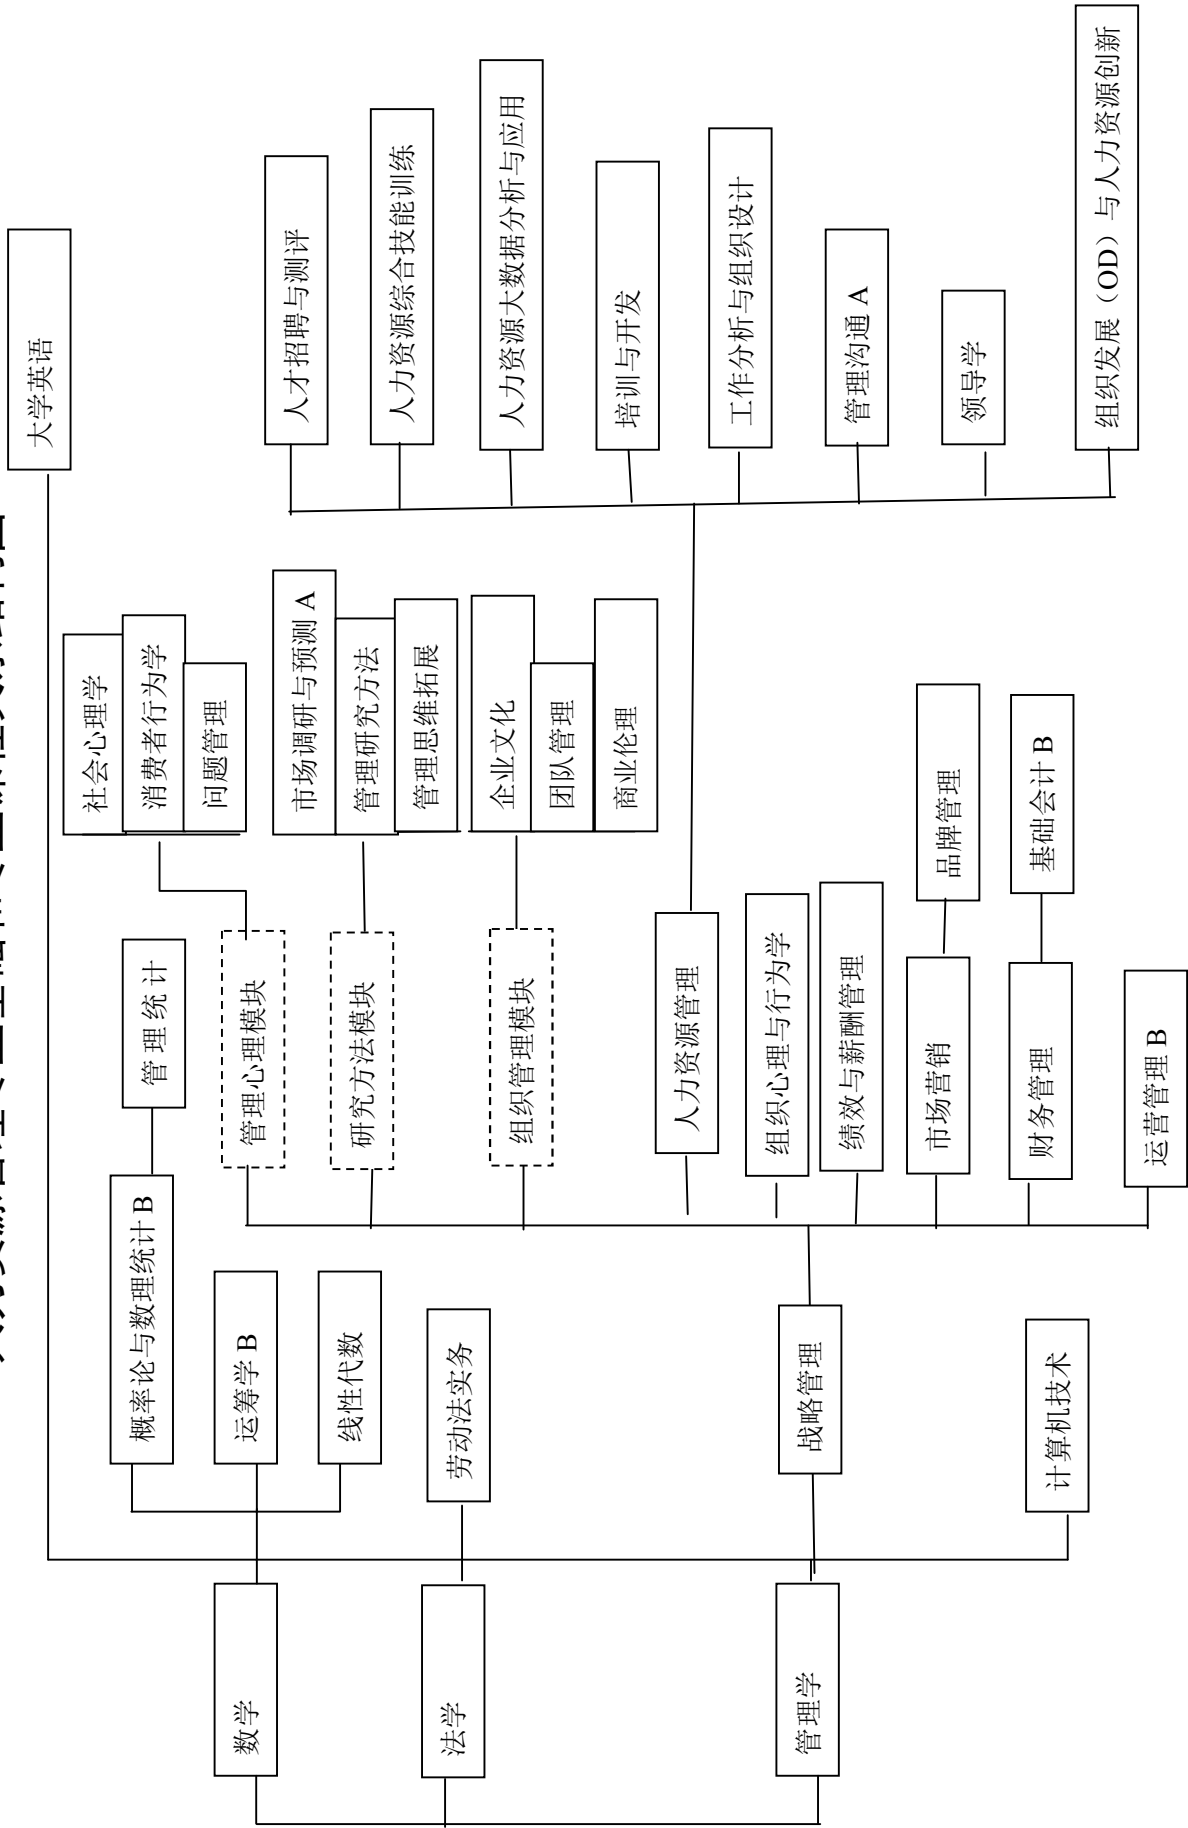 大学英语
社会心理学
概率论与数理统计 B
管 理 统 计
消费者行为学
问题管理
数学
运筹学 B
管理心理模块
人才招聘与测评
市场调研与预测 A
线性代数
研究方法模块
管理研究方法
人力资源综合技能训练
管理思维拓展
法学
劳动法实务
组织管理模块
企业文化
人力资源大数据分析与应用
团队管理
商业伦理
培训与开发
人力资源管理
工作分析与组织设计
组织心理与行为学
管理学
战略管理
绩效与薪酬管理
管理沟通 A
市场营销
品牌管理
领导学
财务管理
基础会计 B
计算机技术
组织发展（OD）与人力资源创新
运营管理 B